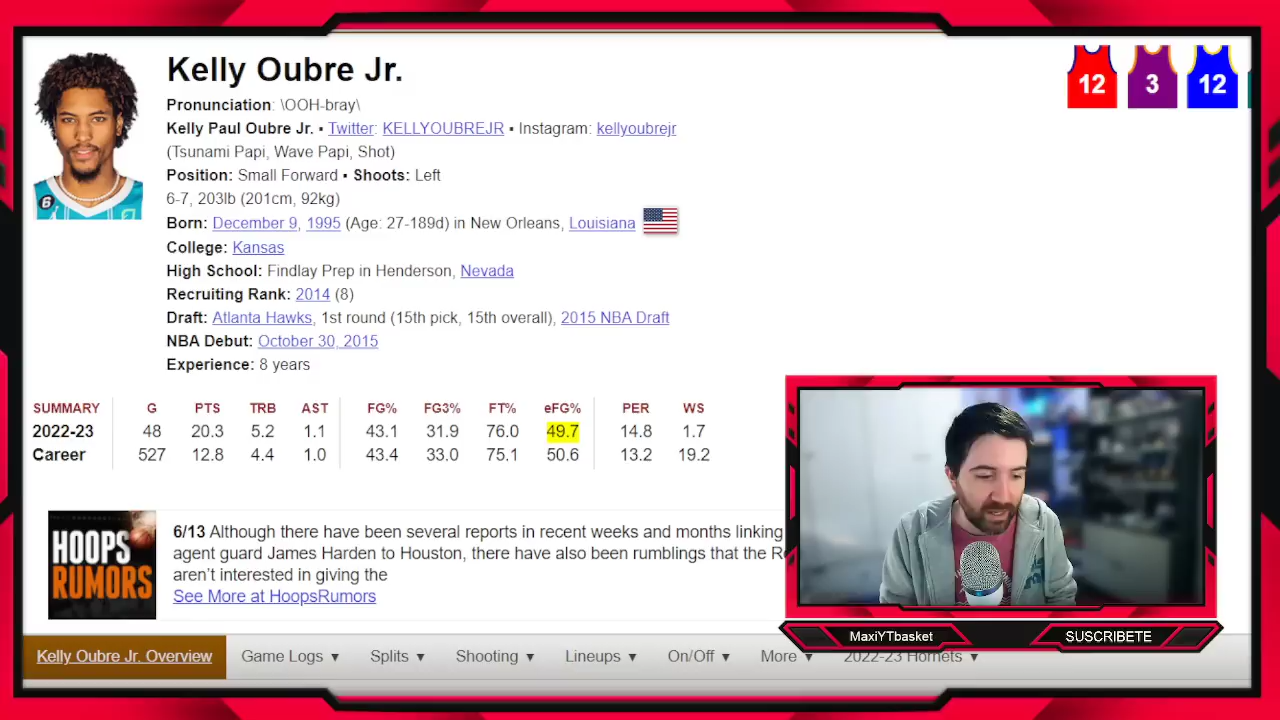 Kelly Oubre Jr.
12 3 12
Pronunciation: \OOH-bray\
Kelly Paul Oubre Jr. ▪ Twitter: KELLYOUBREJR ▪ Instagram: kellyoubrejr
(Tsunami Papi, Wave Papi, Shot)
Position: Small Forward ▪ Shoots: Left
6
6-7, 203lb (201cm, 92kg)
Born: December 9, 1995 (Age: 27-189d) in New Orleans, Louisiana
College: Kansas
High School: Findlay Prep in Henderson, Nevada
Recruiting Rank: 2014 (8)
Draft: Atlanta Hawks, 1st round (15th pick, 15th overall), 2015 NBA Draft
NBA Debut: October 30, 2015
Experience: 8 years
SUMMARY G PTS TRB AST FG% FG3% FT% eFG% PER WS
2022-23 48 20.3 5.2 1.1 43.1 31.9 76.0 49.7 14.8 1.7
Career 527 12.8 4.4 1.0 43.4 33.0 75.1 50.6 13.2 19.2
HOOPS
RUMORS
6/13 Although there have been several reports in recent weeks and months linking
agent guard James Harden to Houston, there have also been rumblings that the
aren't interested in giving the
See More at HoopsRumors
MaxiYTbasket SUSCRIBETE
Kelly Oubre Jr. Overview Game Logs ▼ Splits ▼ Shooting ▼ Lineups ▼ On/Off ▼ More ▼ 2022-23 Hornets ▼